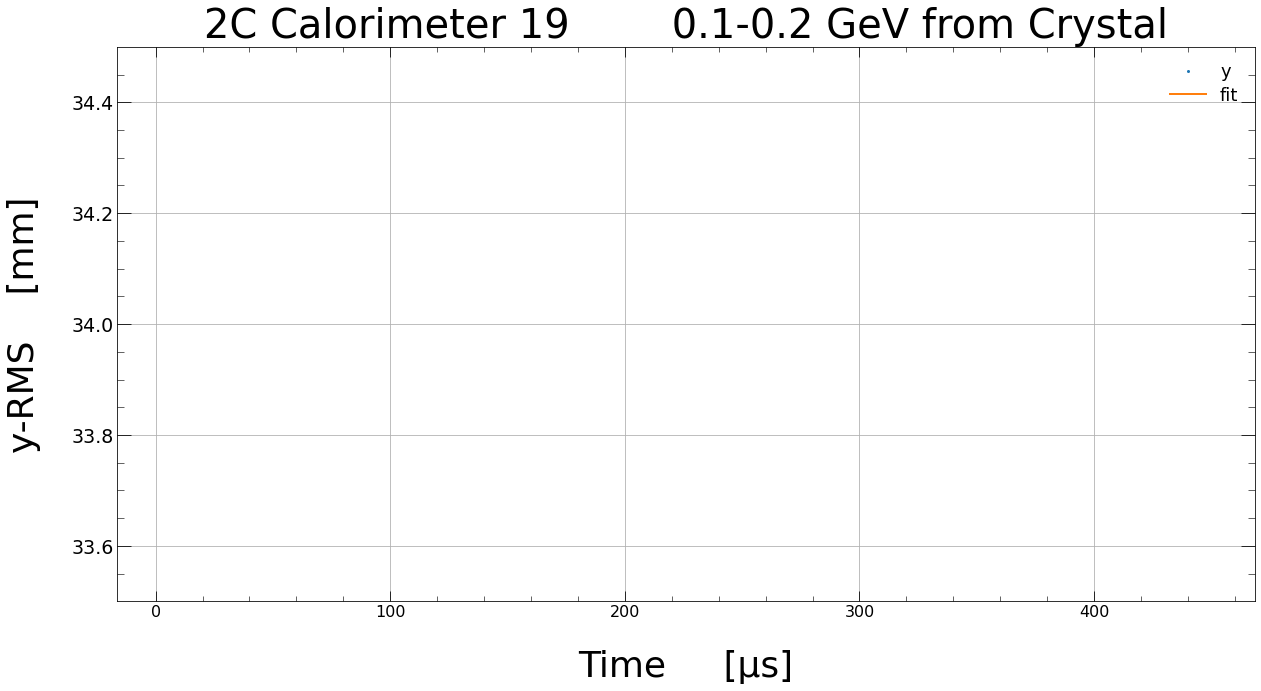 2C Calorimeter 19 0.1-0.2 GeV from Crystal
y
fit
34.4
34.2
34.0
33.8
33.6
y-RMS [mm]
0 100 200 300 400
Time [µs]